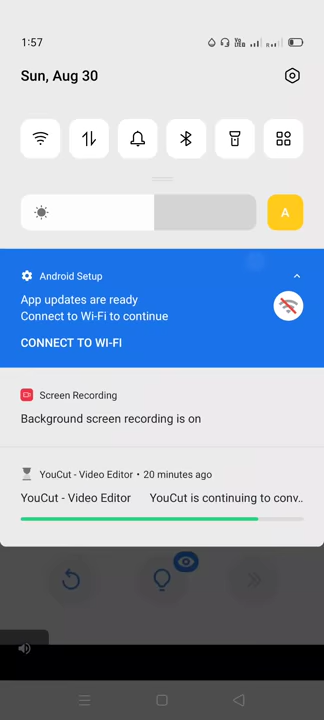 1:57
Sun, Aug 30
A
Android Setup
App updates are ready
Connect to Wi-Fi to continue
CONNECT TO WI-FI
Screen Recording
Background screen recording is on
YouCut - Video Editor • 20 minutes ago
YouCut - Video Editor YouCut is continuing to conv..